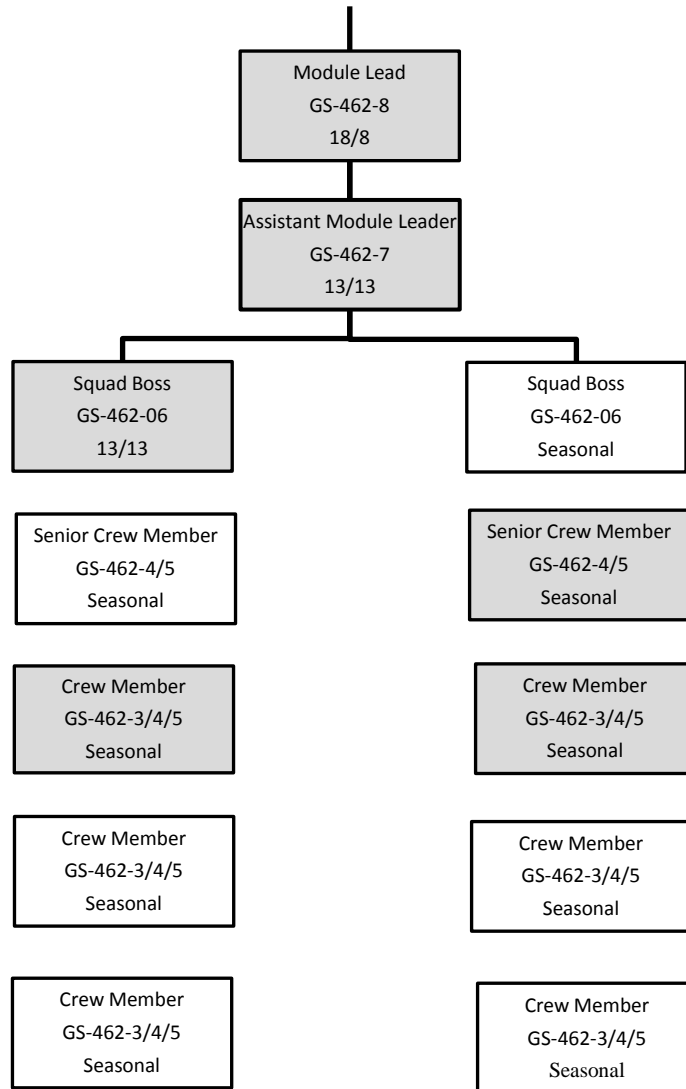 Module Lead
GS-462-8
18/8
Assistant Module Leader
GS-462-7
13/13
Squad Boss
GS-462-06
13/13
Squad Boss
GS-462-06
Seasonal
Senior Crew Member
GS-462-4/5
Seasonal
Senior Crew Member
GS-462-4/5
Seasonal
Crew Member
GS-462-3/4/5
Seasonal
Crew Member
GS-462-3/4/5
Seasonal
Crew Member
GS-462-3/4/5
Seasonal
Crew Member
GS-462-3/4/5
Seasonal
Crew Member
GS-462-3/4/5
Seasonal
Crew Member
GS-462-3/4/5
Seasonal